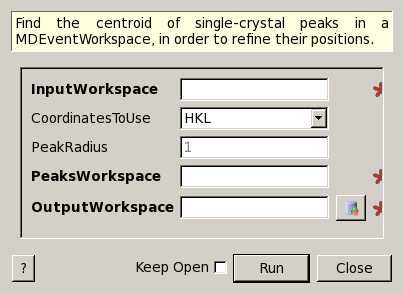 Find the centroid of single-crystal peaks in a
MDEventWorkspace, in order to refine their positions.
InputWorkspace
CoordinatesToUse HKL
PeakRadius 1
PeaksWorkspace
OutputWorkspace
? Keep Open Run Close